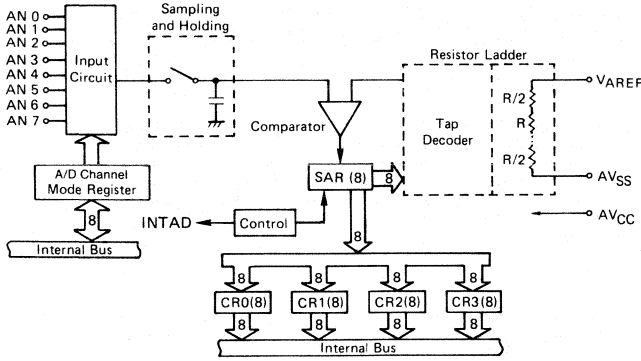 Sampling
and Holding
AN 0
AN 1
AN 2
AN 3
AN 4
AN 5
AN 6
AN 7
Input
Circuit
Resistor Ladder
VAREF
R/2
R
R/2
Tap
Decoder
Comparator
AVSS
A/D Channel
Mode Register
SAR (8)
8
8
INTAD
Control
AVCC
Internal Bus
8
8
8
8
8
CR0(8)
CR1(8)
CR2(8)
CR3(8)
8
8
8
8
Internal Bus